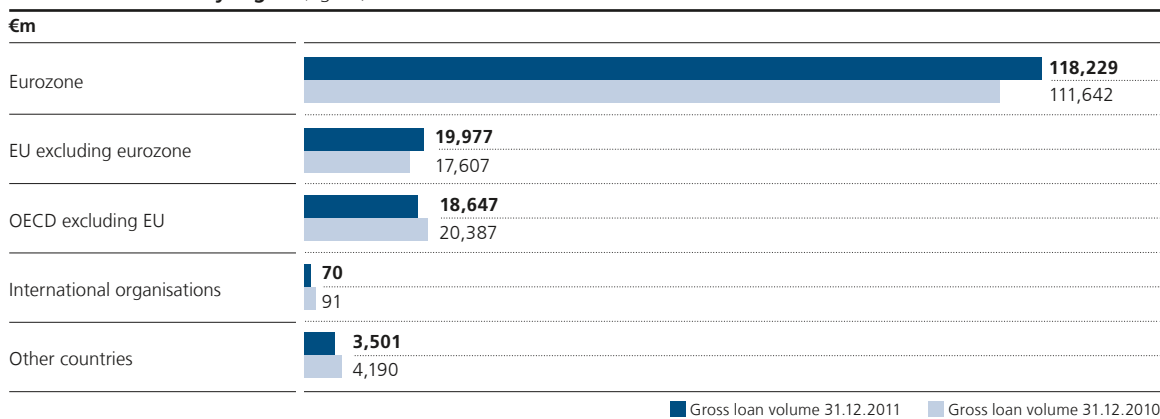 €m
Eurozone
118,229
111,642
EU excluding eurozone
19,977
17,607
OECD excluding EU
18,647
20,387
International organisations
70
91
Other countries
3,501
4,190
Gross loan volume 31.12.2011 Gross loan volume 31.12.2010